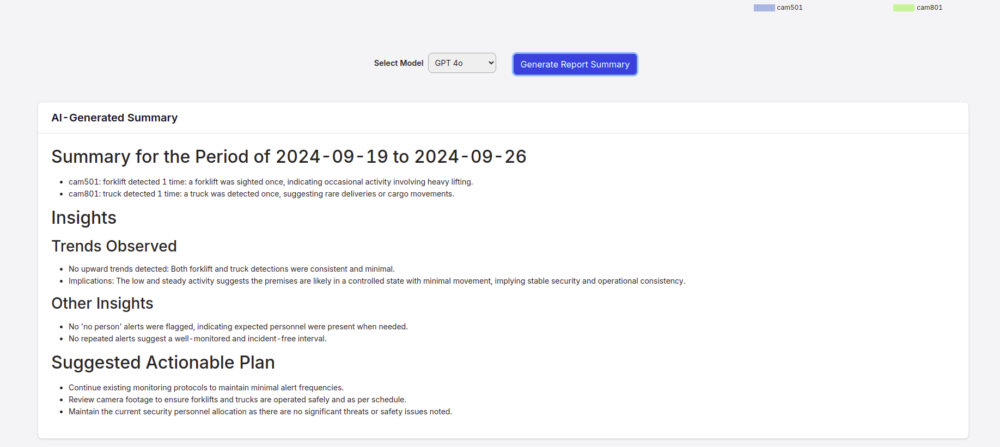 cam501 cam801
Select Model GPT 4o Generate Report Summary
AI-Generated Summary
Summary for the Period of 2024-09-19 to 2024-09-26
cam501: forklift detected 1 time: a forklift was sighted once, indicating occasional activity involving heavy lifting.
cam801: truck detected 1 time: a truck was detected once, suggesting rare deliveries or cargo movements.
Insights
Trends Observed
No upward trends detected: Both forklift and truck detections were consistent and minimal.
Implications: The low and steady activity suggests the premises are likely in a controlled state with minimal movement, implying stable security and operational consistency.
Other Insights
No 'no person' alerts were flagged, indicating expected personnel were present when needed.
No repeated alerts suggest a well-monitored and incident-free interval.
Suggested Actionable Plan
Continue existing monitoring protocols to maintain minimal alert frequencies.
Review camera footage to ensure forklifts and trucks are operated safely and as per schedule.
Maintain the current security personnel allocation as there are no significant threats or safety issues noted.